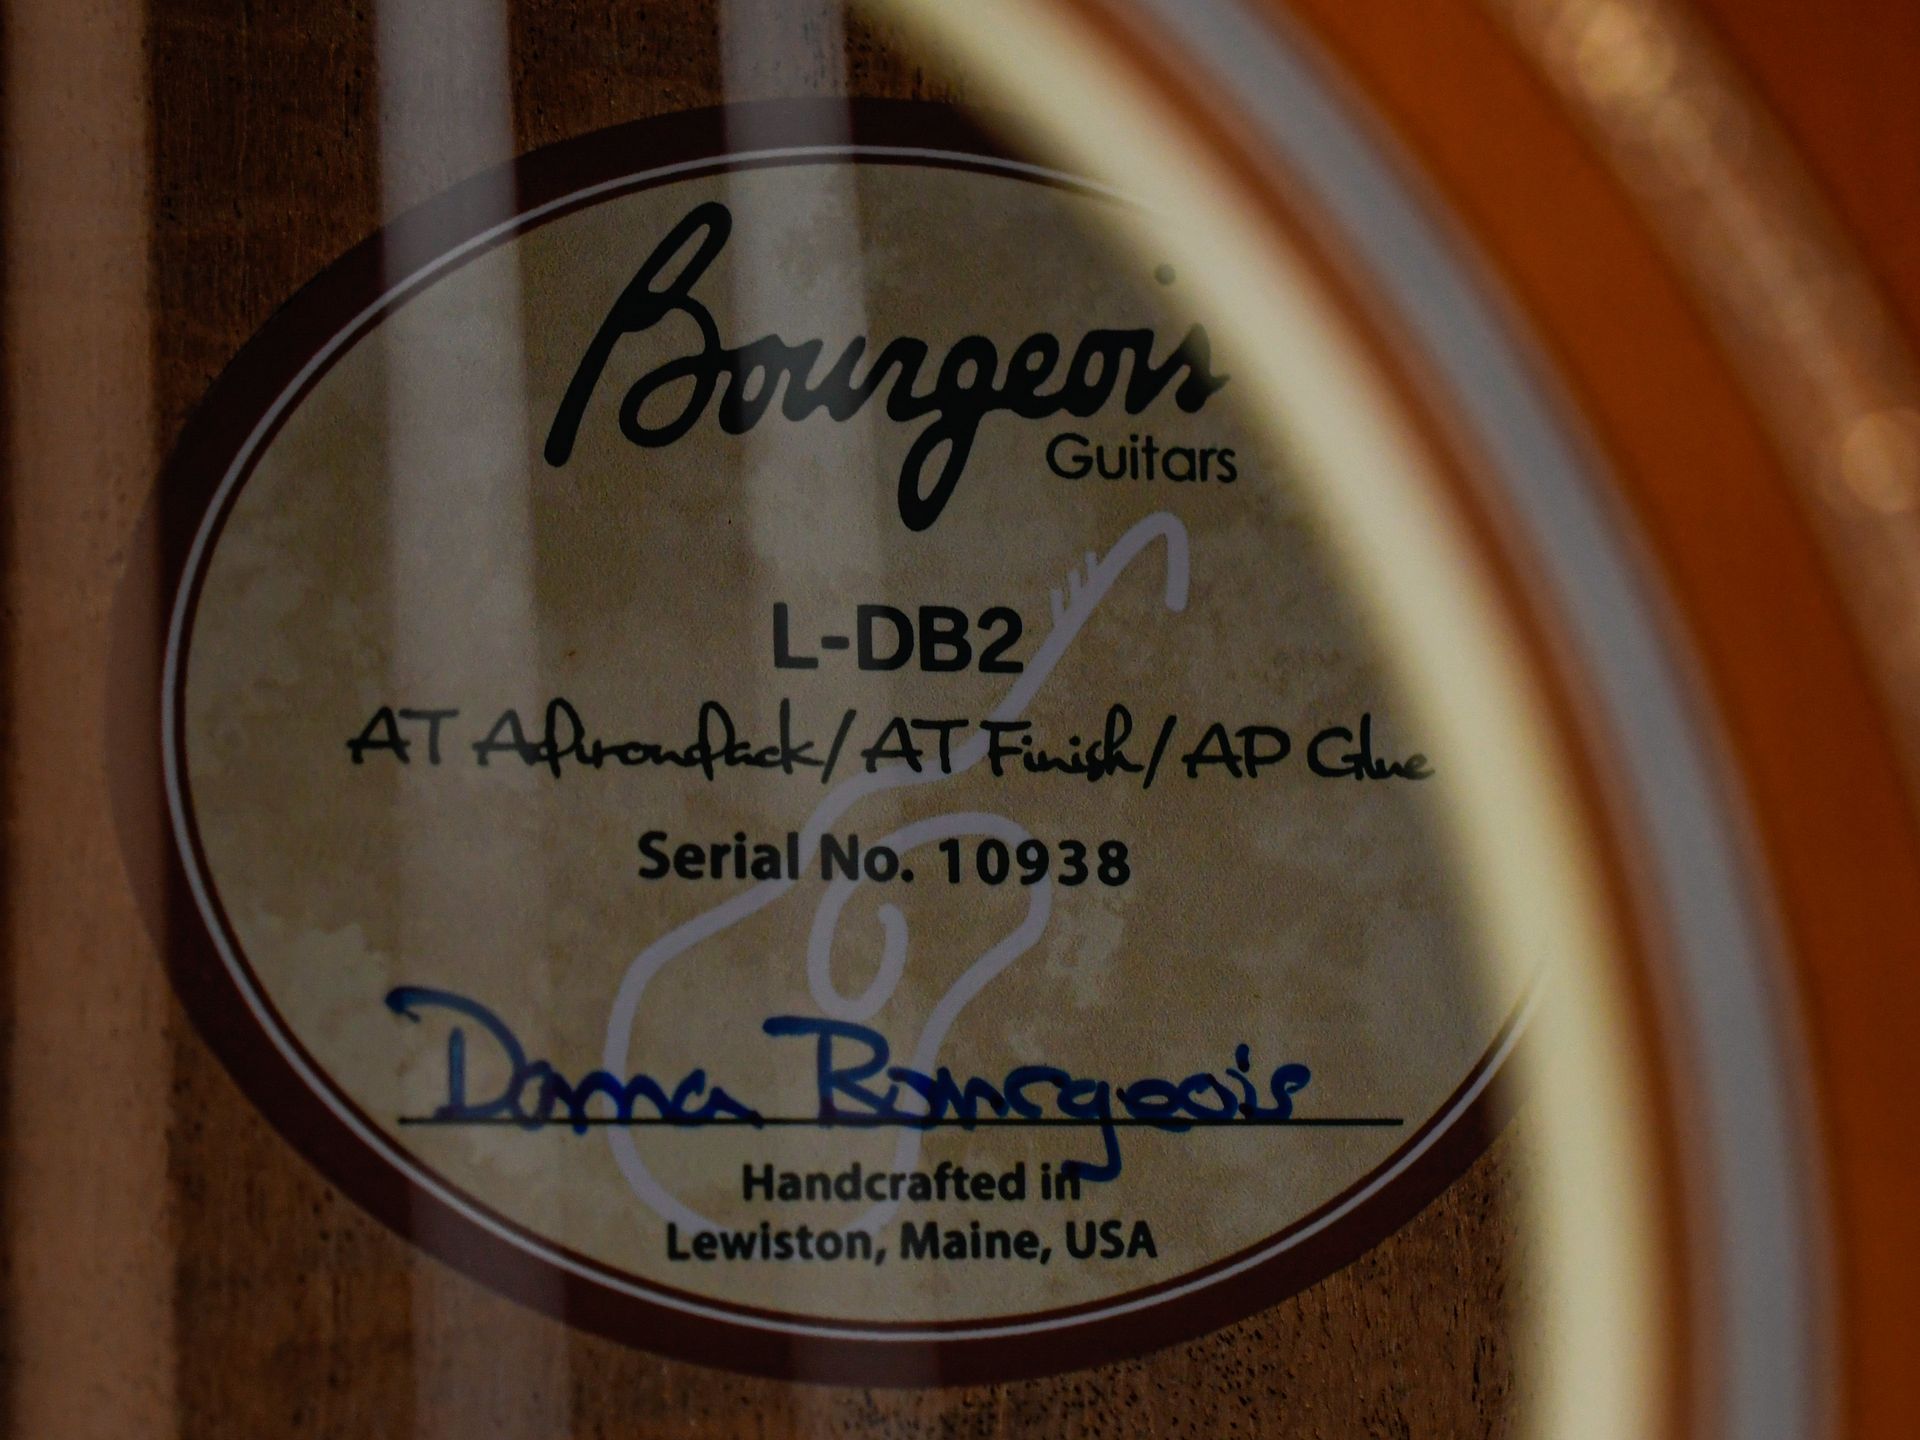 Bourgeois
Guitars
L-DB2
AT Adirondack/ AT Finish/ AP Glue
Serial No. 10938
Dana Bourgeois
Handcrafted in
Lewiston, Maine, USA